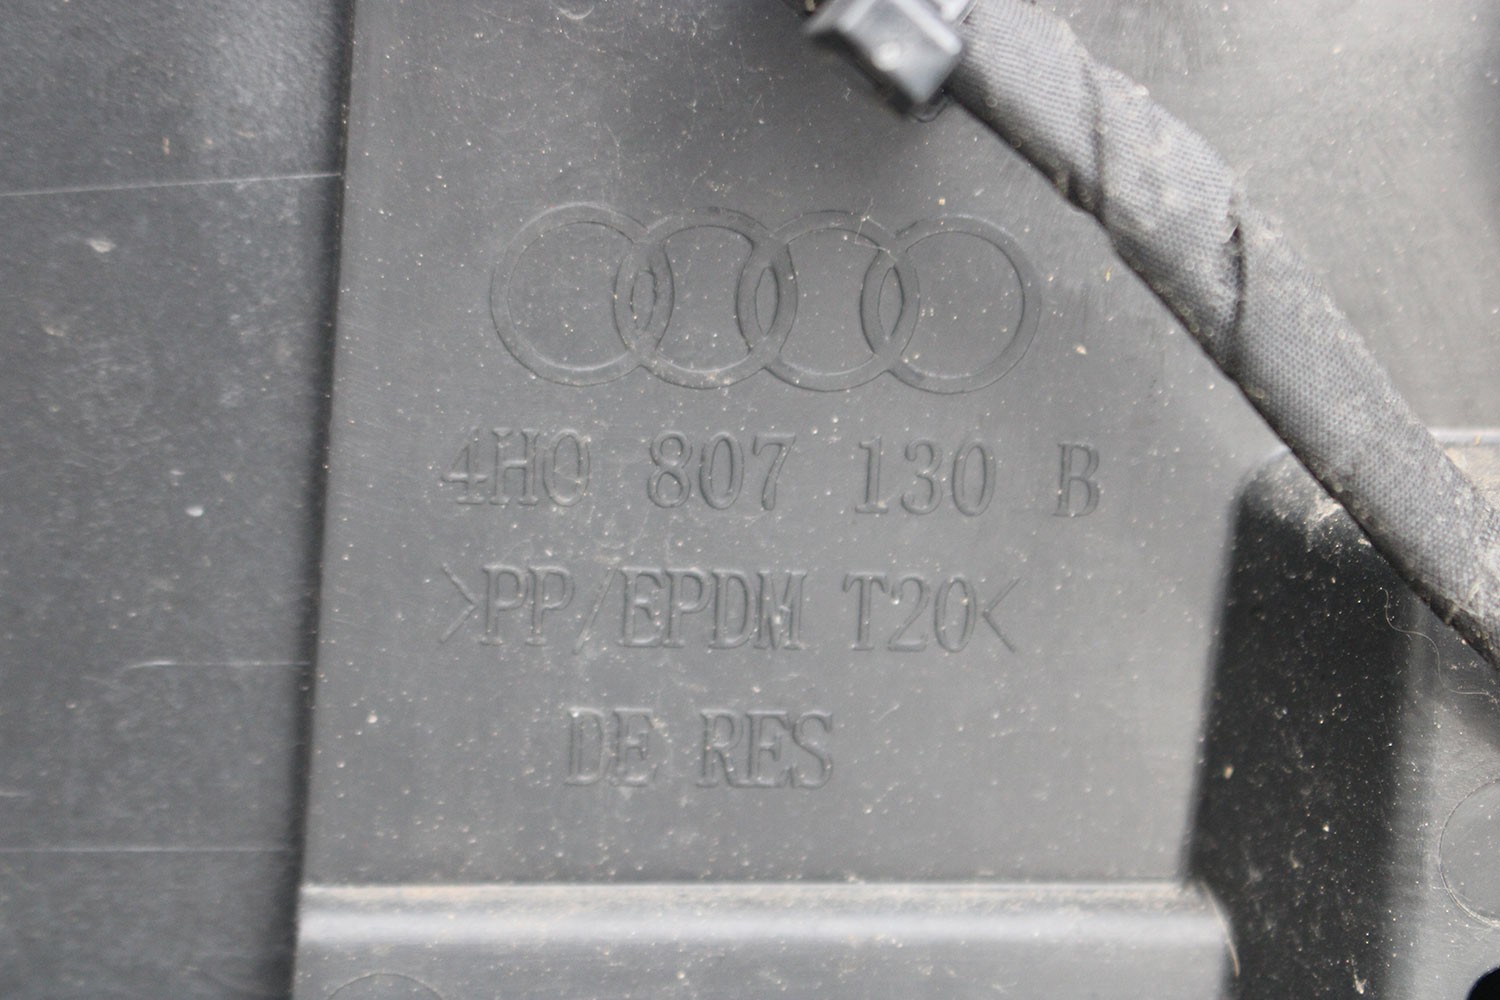 4H0 807 130 B
>PP/EPDM T20<
DE RES